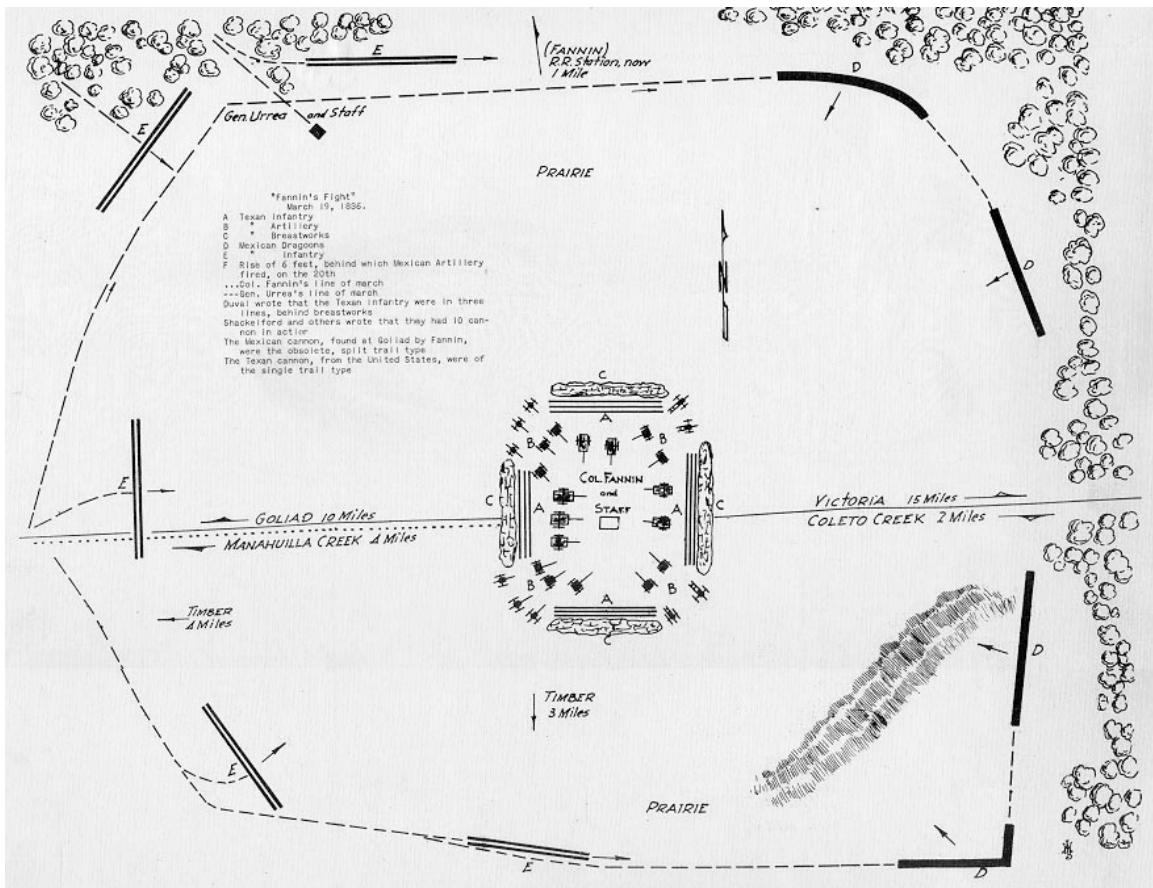 E
(FANNIN)
R.R. Station, now
1 Mile
D
Gen. Urrea and Staff
E
PRAIRIE
"Fannin's Fight"
March 19, 1836.
A Texan Infantry
B " Artillery
C " Breastworks
D Mexican Dragoons
E " Infantry
F Rise of 6 feet, behind which Mexican Artillery
fired, on the 20th
...Col. Fannin's line of march
---Gen. Urrea's line of march
Duval wrote that the Texan Infantry were in three
lines, behind breastworks
Shackelford and others wrote that they had 10 can-
non in action
The Mexican cannon, found at Goliad by Fannin,
were the obsolete, split trail type
The Texan cannon, from the United States, were of
the single trail type
N
D
C
A
B
B
COL. FANNIN
and
STAFF
C
A
A
C
E
GOLIAD 10 Miles
VICTORIA 15 Miles
MANAHUILLA CREEK 4 Miles
COLETO CREEK 2 Miles
B
B
A
C
TIMBER
4 Miles
D
TIMBER
3 Miles
E
PRAIRIE
E
D